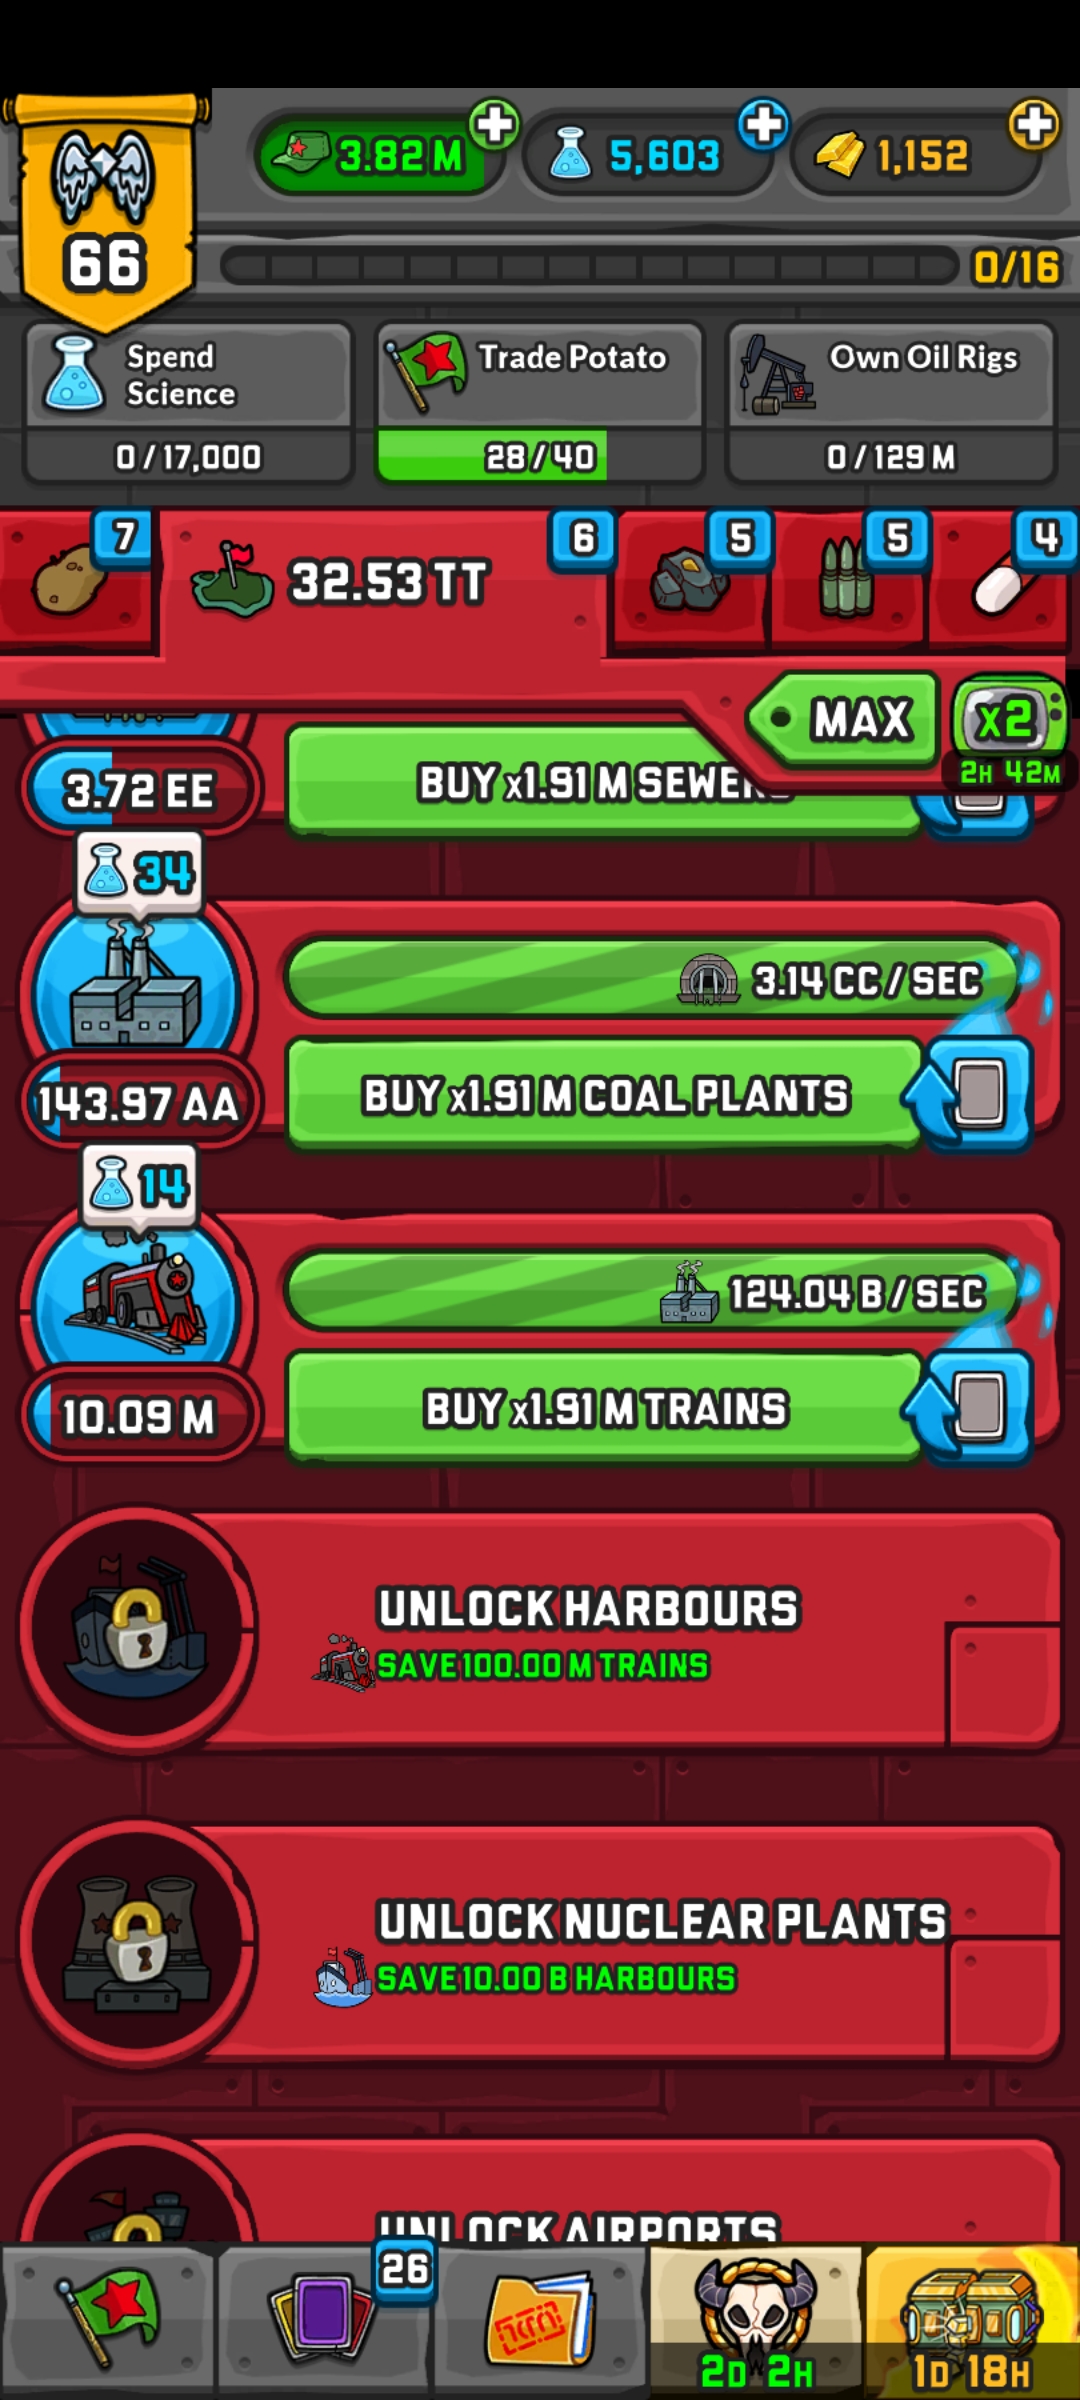 3.82 M
5,603
1,152
66
0/16
Spend
Science
0 / 17,000
Trade Potato
28 / 40
Own Oil Rigs
0 / 129 M
7
32.53 TT
6
5
5
4
MAX
x2
2H 42M
3.72 EE
BUY x1.91 M SEWERS
34
3.14 CC / SEC
143.97 AA
BUY x1.91 M COAL PLANTS
14
124.04 B / SEC
10.09 M
BUY x1.91 M TRAINS
UNLOCK HARBOURS
SAVE 100.00 M TRAINS
UNLOCK NUCLEAR PLANTS
SAVE 10.00 B HARBOURS
UNLOCK AIRPORTS
26
2D 2H
1D 18H